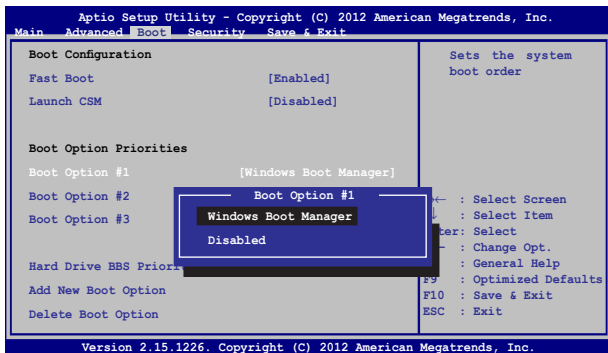 Aptio Setup Utility - Copyright (C) 2012 American Megatrends, Inc.
Main Advanced Boot Security Save & Exit
Boot Configuration
Fast Boot [Enabled]
Launch CSM [Disabled]
Boot Option Priorities
Boot Option #1 [Windows Boot Manager]
Boot Option #2
Boot Option #3
Hard Drive BBS
Add New Boot Option
Delete Boot Option
Boot Option #1
Windows Boot Manager
Disabled
Sets the system
boot order
← : Select Screen
↓ : Select Item
: Select
: Change Opt.
: General Help
F9 : Optimized Defaults
F10 : Save & Exit
ESC : Exit
Version 2.15.1226. Copyright (C) 2012 American Megatrends, Inc.